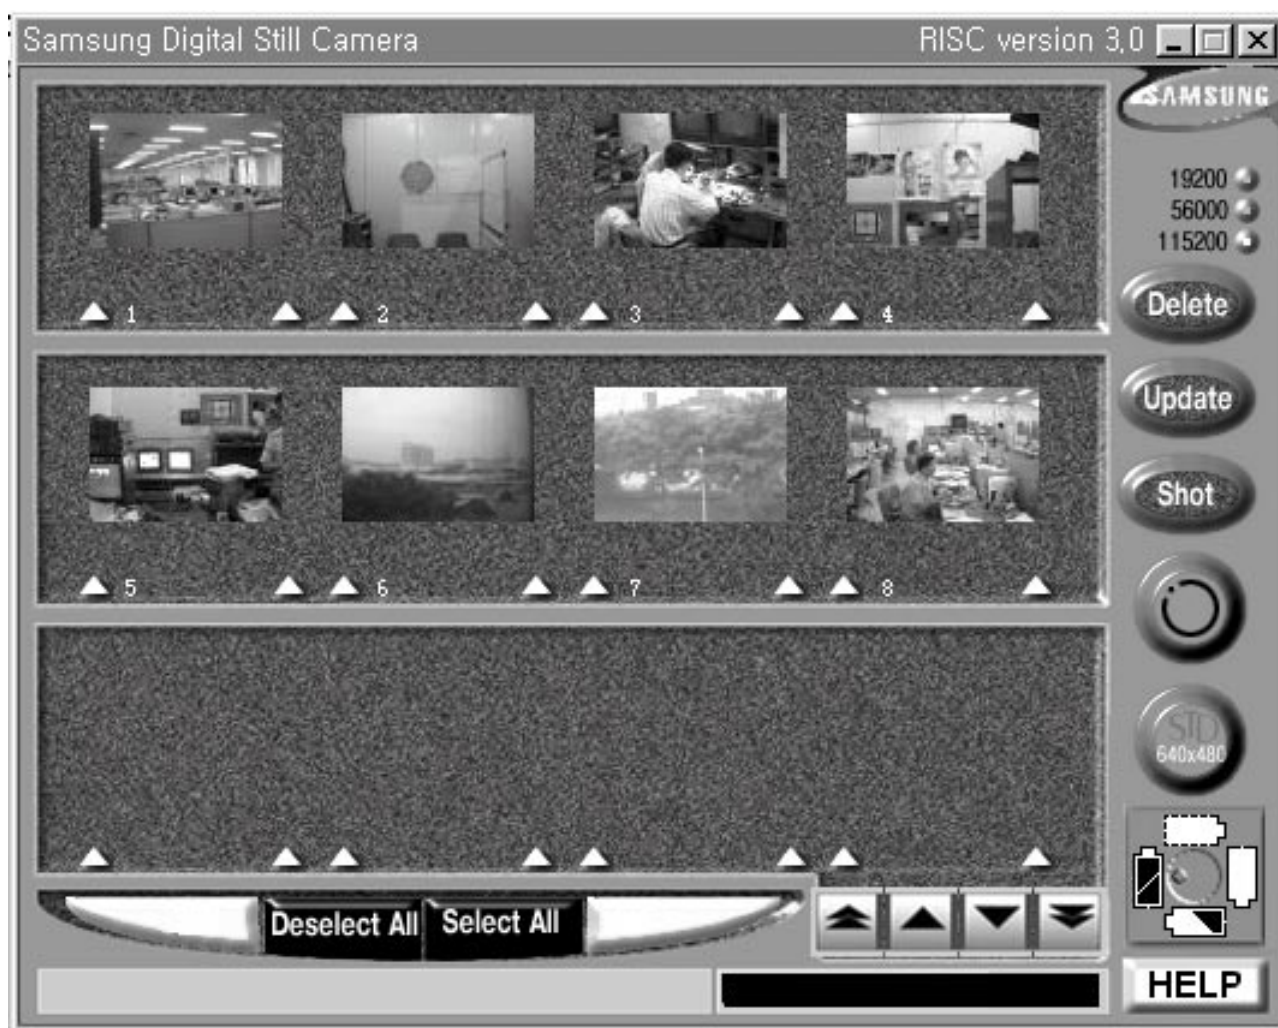 Samsung Digital Still Camera
RISC version 3,0
SAMSUNG
19200
56000
115200
1
2
3
4
Delete
Update
5
6
7
8
Shot
STD
640x480
Deselect All
Select All
HELP